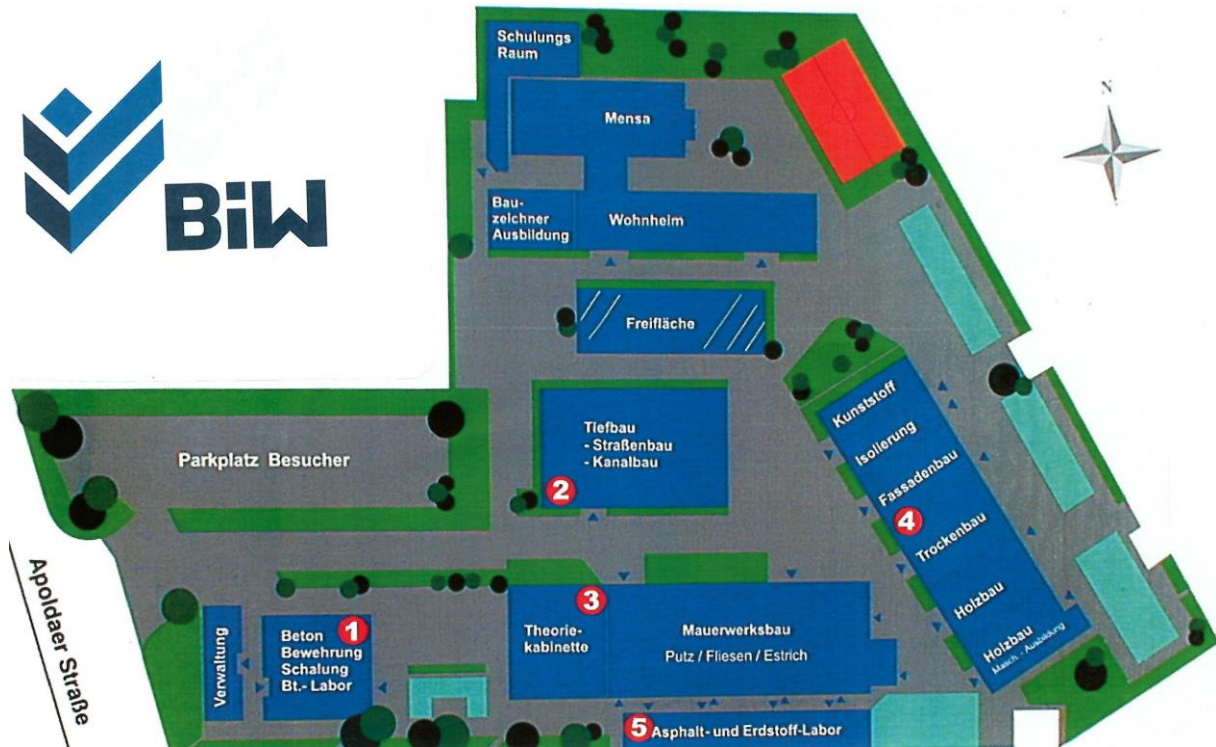 Schulungs
Raum
Mensa
N
BiW
Bau-
zeichner
Ausbildung
Wohnheim
Freifläche
Tiefbau
- Straßenbau
- Kanalbau
2
Parkplatz Besucher
Kunststoff
Isolierung
Fassadenbau
4
Trockenbau
Holzbau
Holzbau
Masch. - Ausbildung
Apoldaer Straße
Verwaltung
1
Beton
Bewehrung
Schalung
Bt.- Labor
3
Theorie-
kabinette
Mauerwerksbau
Putz / Fliesen / Estrich
5
Asphalt- und Erdstoff-Labor